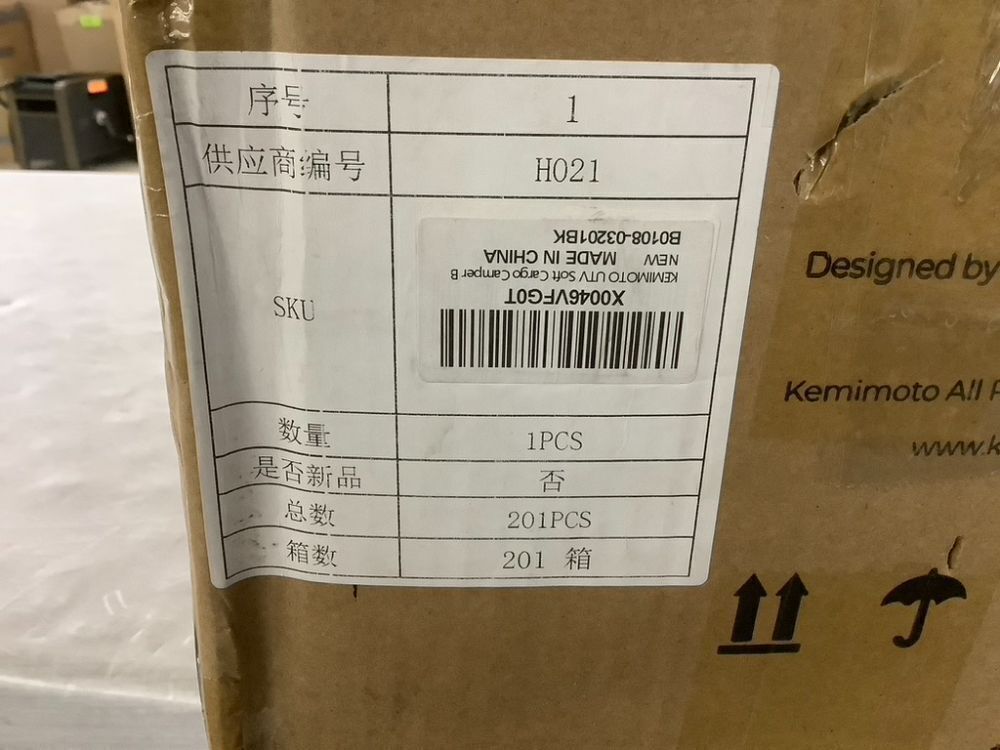 序号 1
供应商编号 H021
SKU
X0046VFG0T
KEMIMOTO UTV Soft Cargo Camper B
NEW MADE IN CHINA
B0108-03201BK
数量 1PCS
是否新品 否
总数 201PCS
箱数 201 箱
Designed by
Kemimoto All
www.k